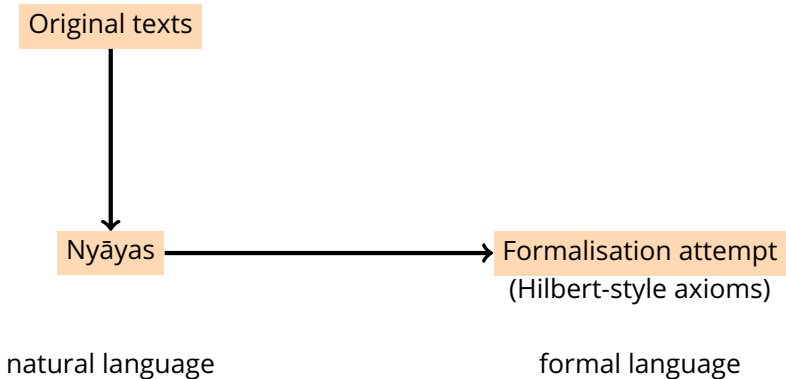 Original texts
Nyāyas
Formalisation attempt
(Hilbert-style axioms)
natural language
formal language